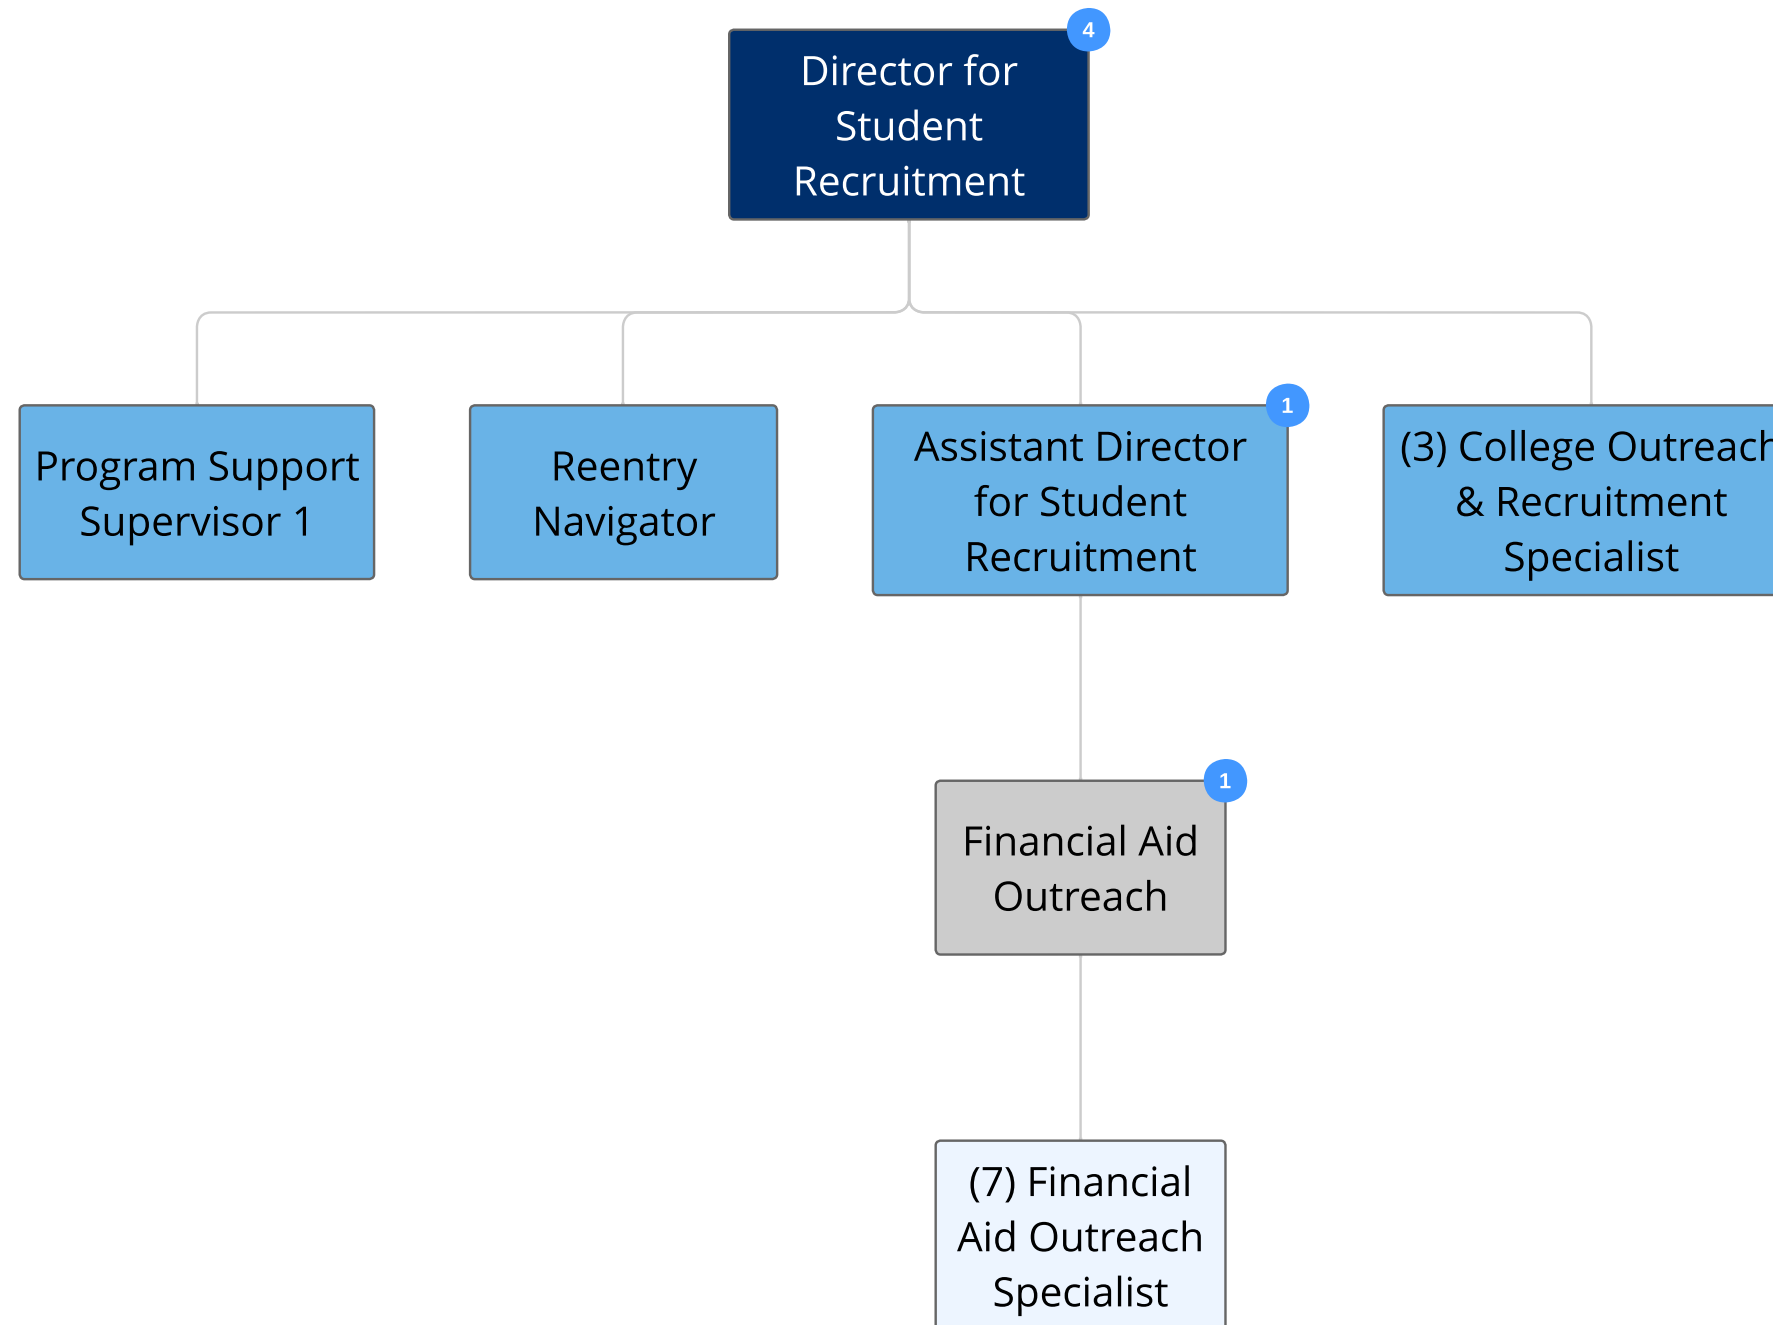 4
Director for
Student
Recruitment
Program Support
Supervisor 1
Reentry
Navigator
1
Assistant Director
for Student
Recruitment
(3) College Outreach
& Recruitment
Specialist
1
Financial Aid
Outreach
(7) Financial
Aid Outreach
Specialist